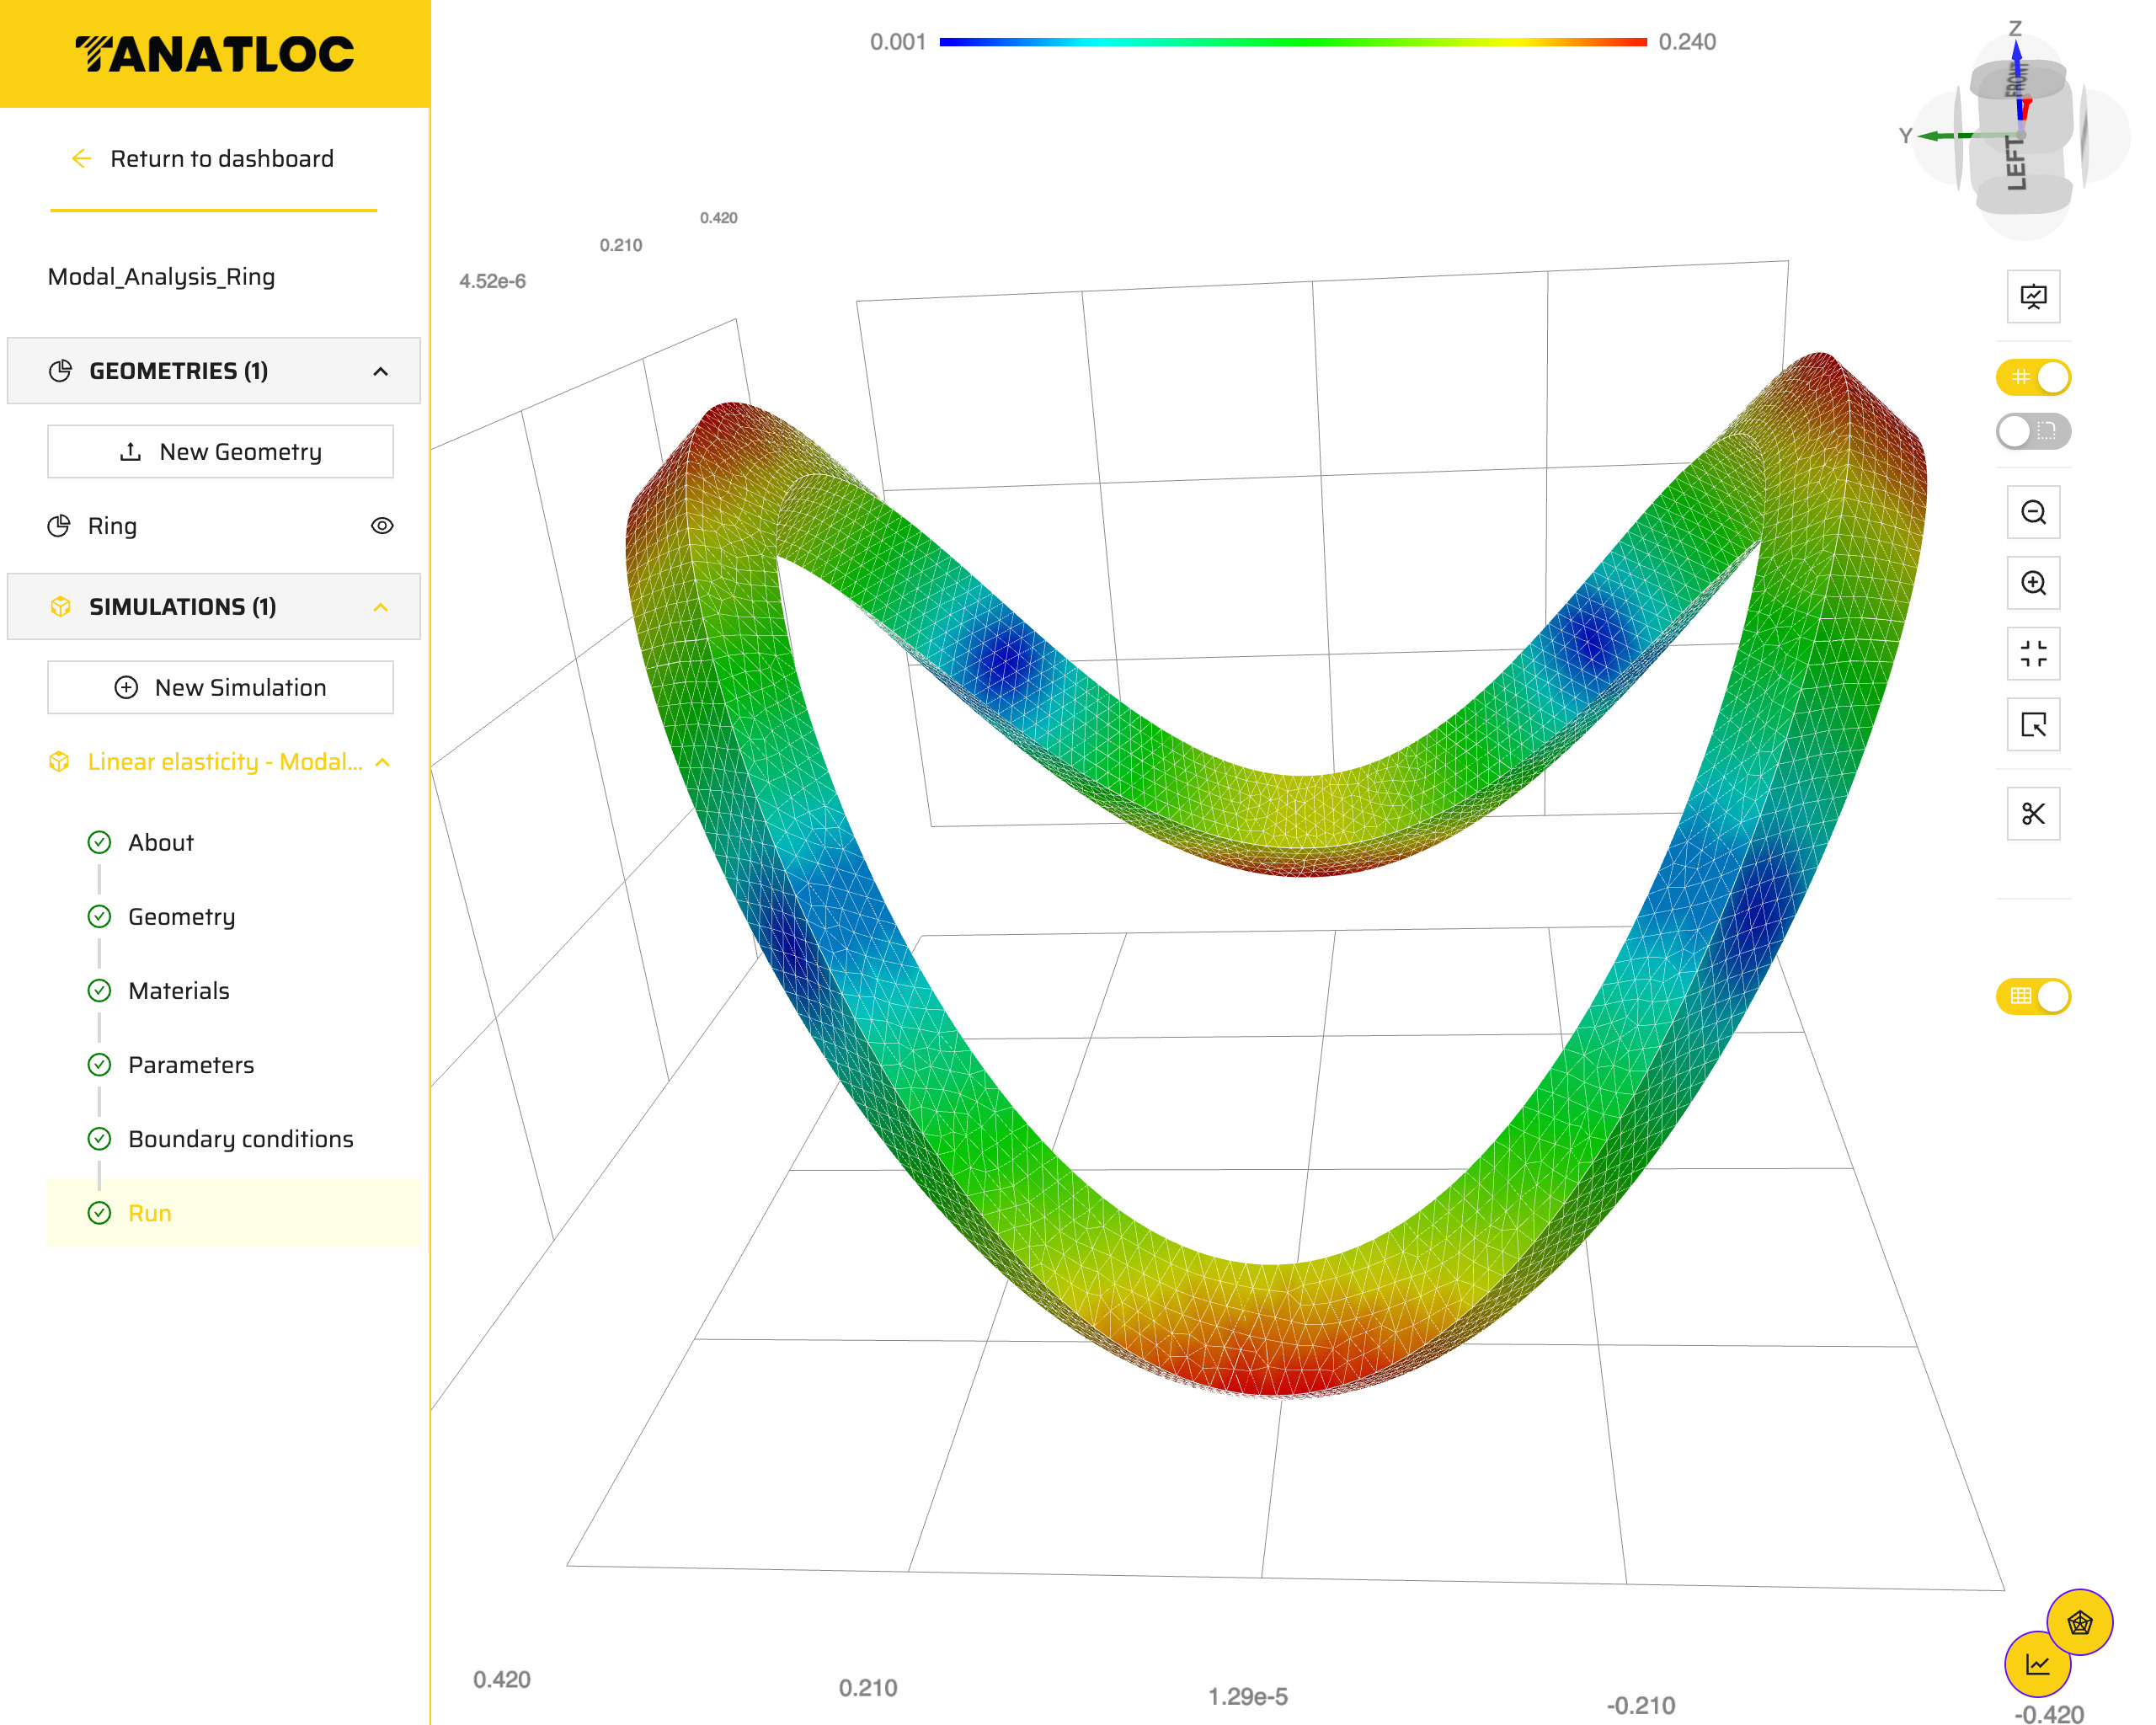 TANATLOC
Return to dashboard
Modal_Analysis_Ring
GEOMETRIES (1)
New Geometry
Ring
SIMULATIONS (1)
New Simulation
Linear elasticity - Modal...
About
Geometry
Materials
Parameters
Boundary conditions
Run
0.001
0.240
Z
FRONT
Y
LEFT
0.420
0.210
4.52e-6
0.420
0.210
1.29e-5
-0.210
-0.420